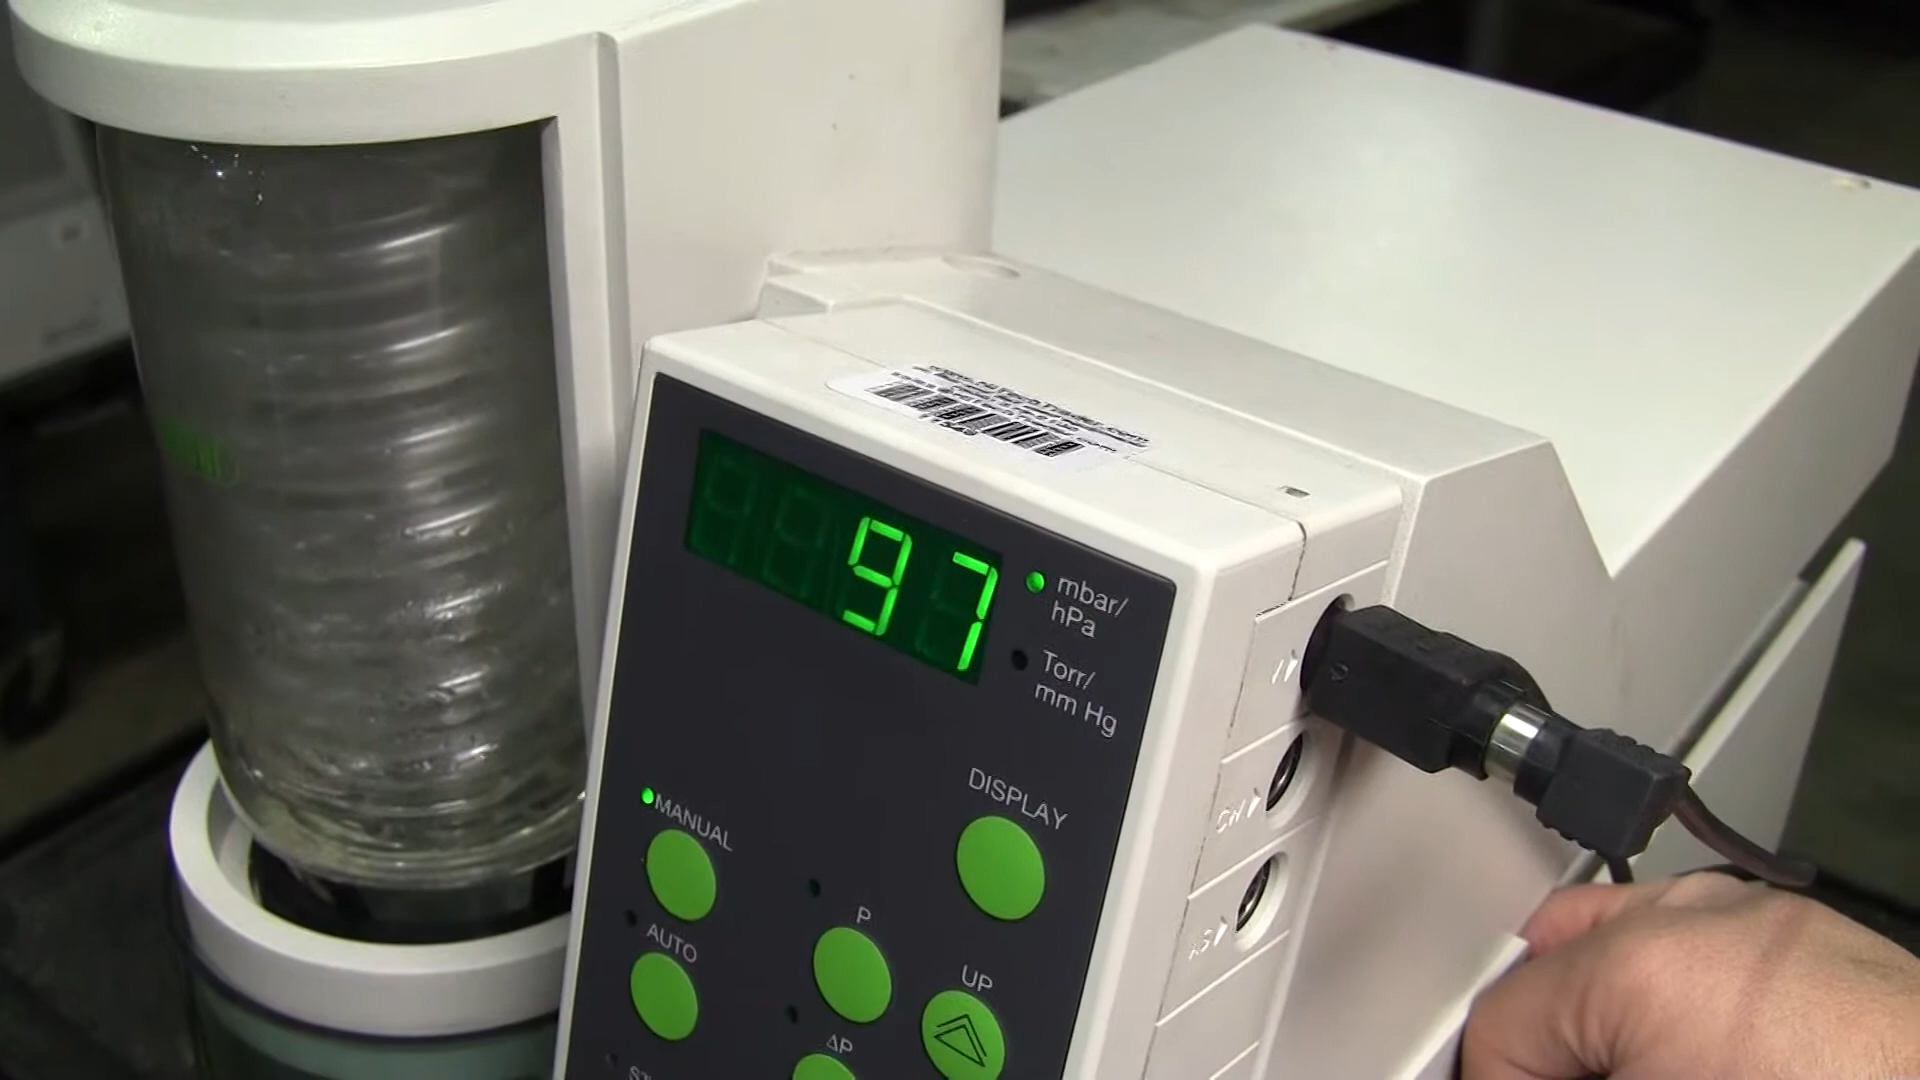 97
mbar/
hPa
Torr/
mm Hg
DISPLAY
MANUAL
AUTO
P
UP
ΔP